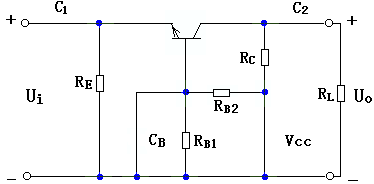 C1
C2
+
+
RE
RC
Ui
RB2
RL
Uo
CB
RB1
Vcc
−
−